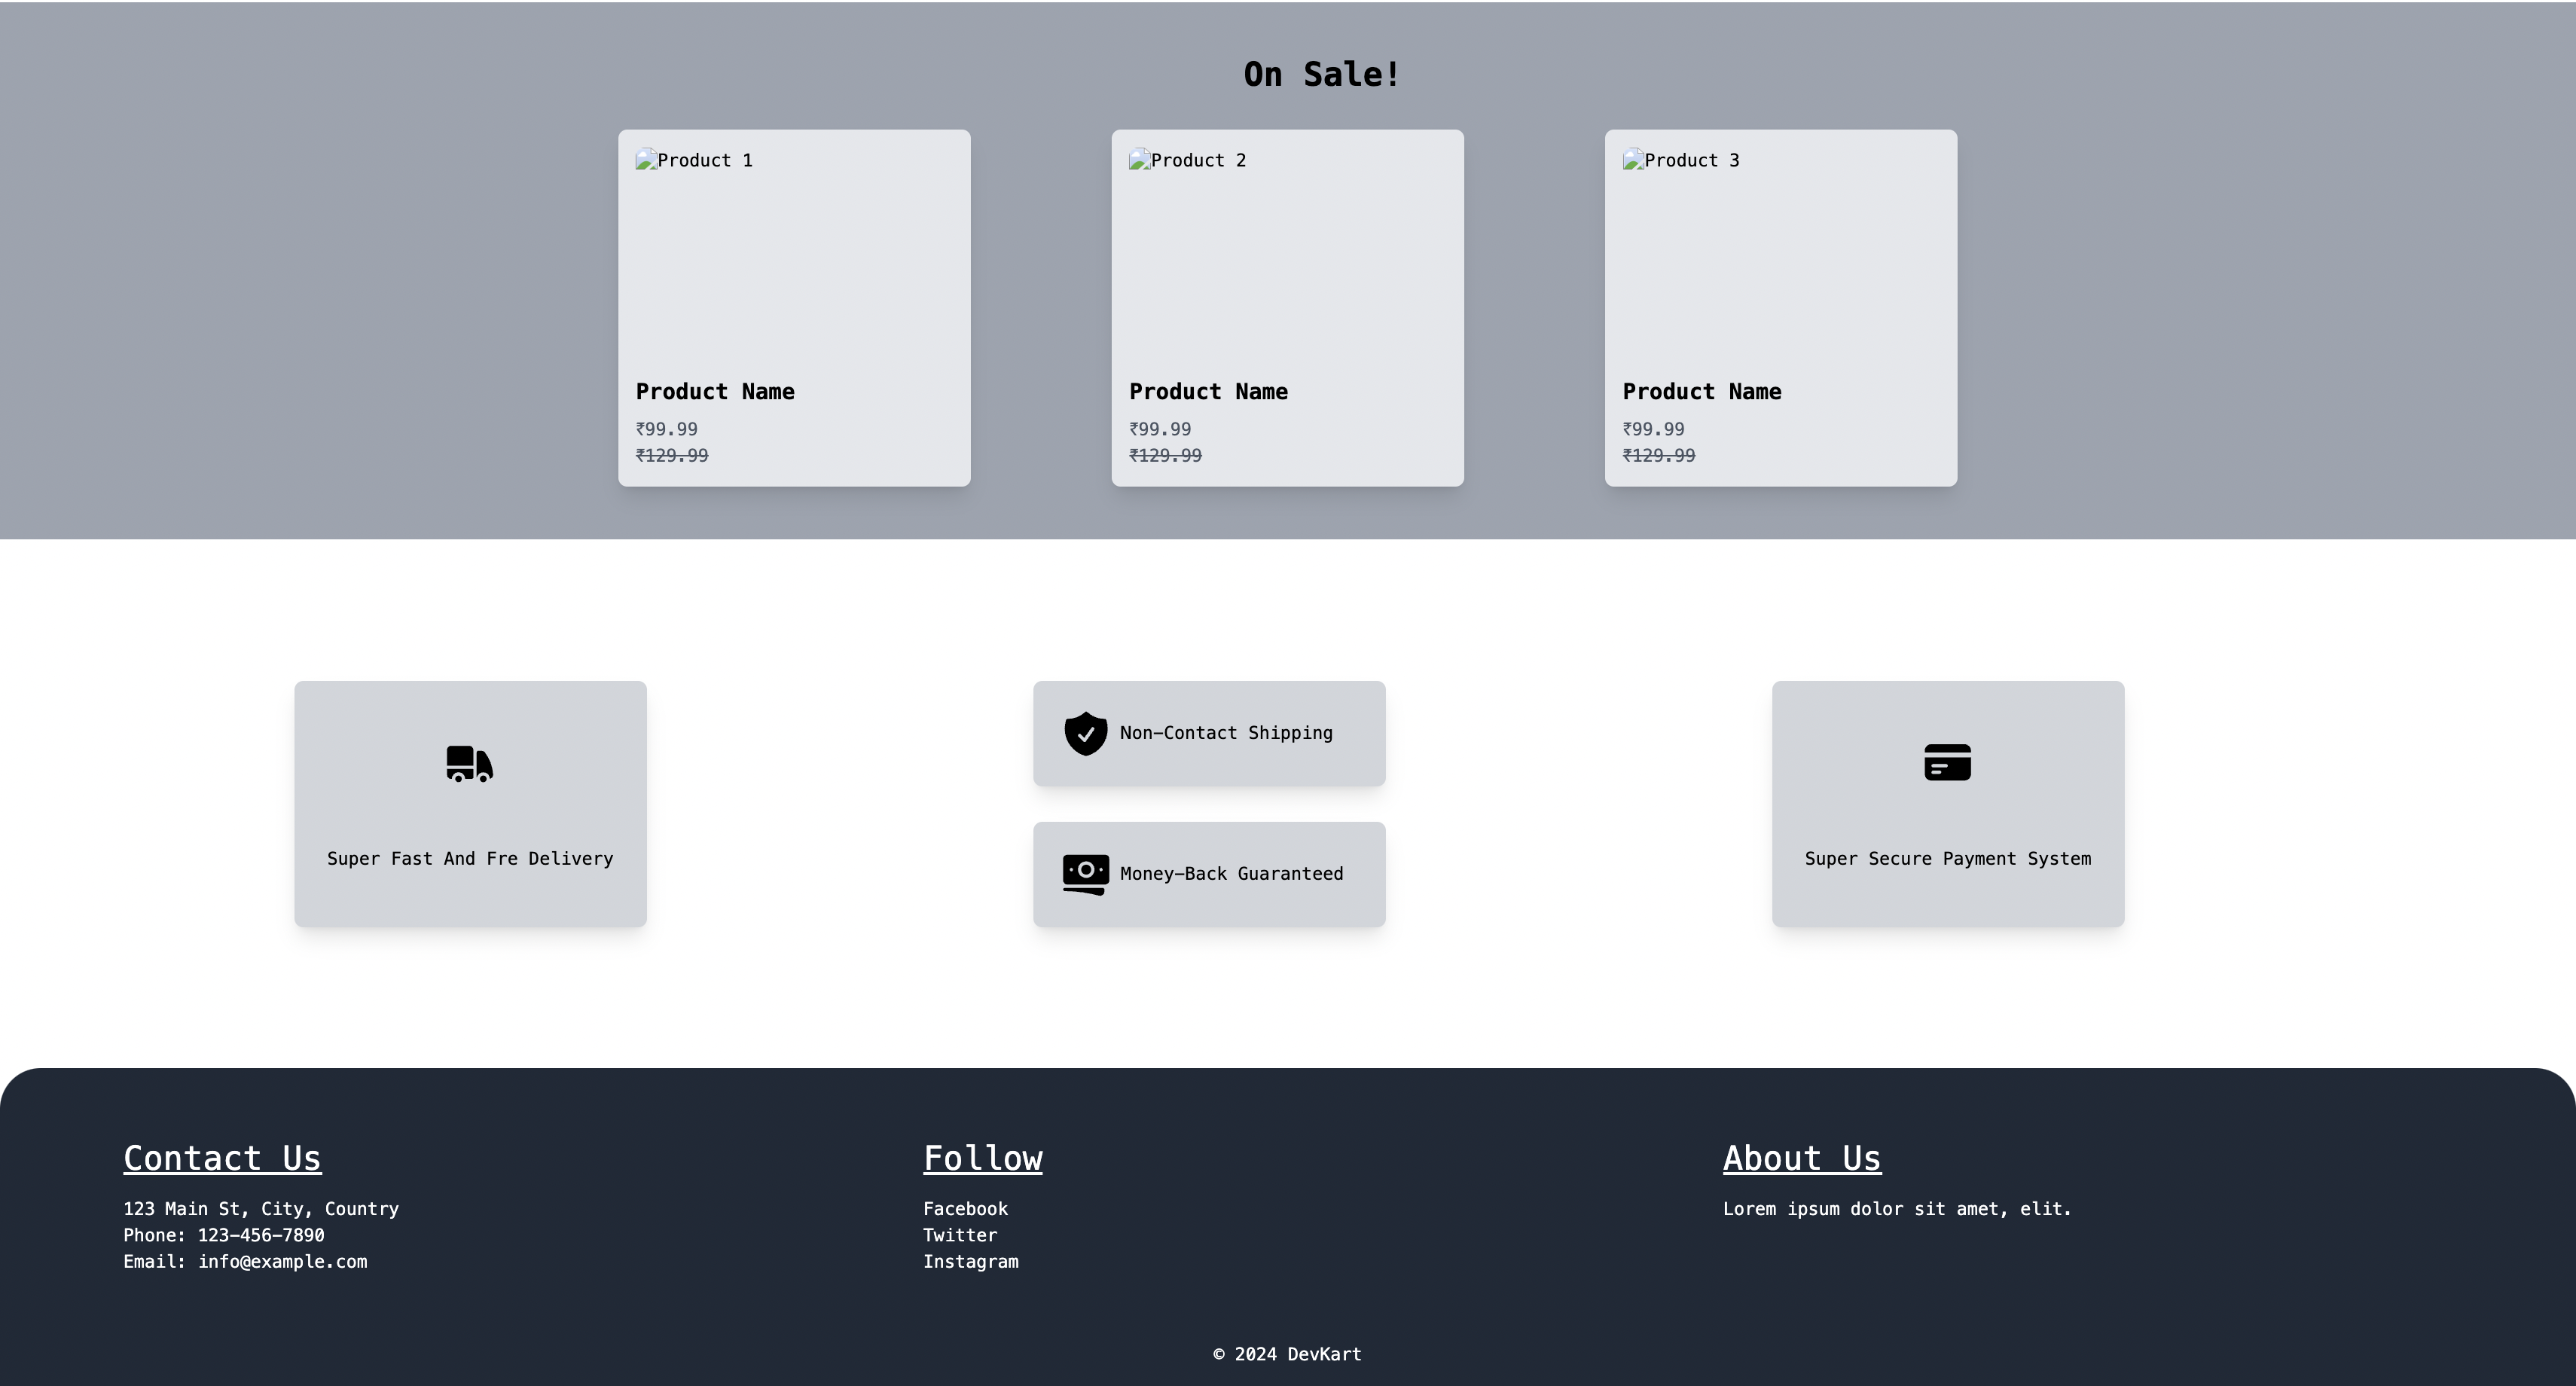 On Sale!
Product 1
Product Name
₹99.99
₹129.99
Product 2
Product Name
₹99.99
₹129.99
Product 3
Product Name
₹99.99
₹129.99
Super Fast And Fre Delivery
Non-Contact Shipping
Money-Back Guaranteed
Super Secure Payment System
Contact Us
123 Main St, City, Country
Phone: 123-456-7890
Email: info@example.com
Follow
Facebook
Twitter
Instagram
About Us
Lorem ipsum dolor sit amet, elit.
© 2024 DevKart